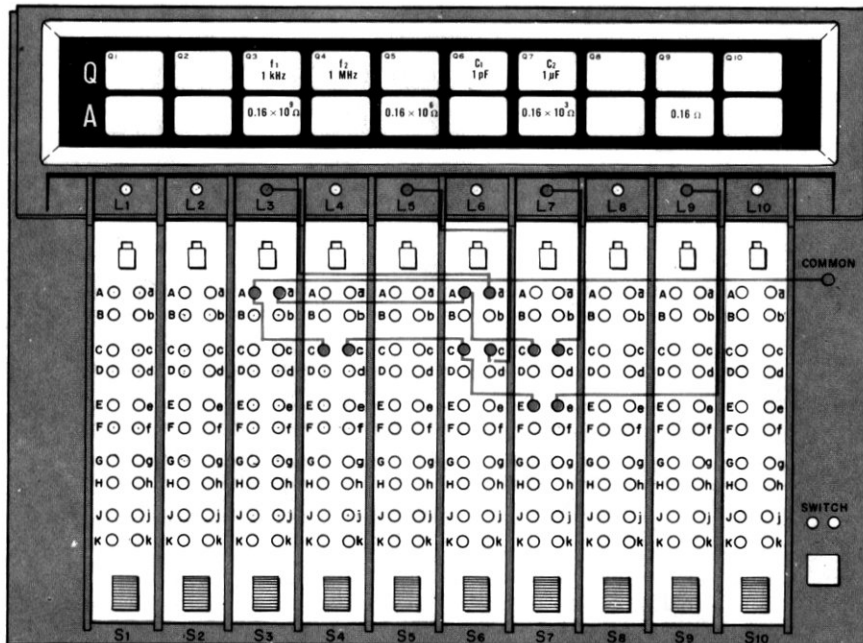 Q
Q1
Q2
Q3 f₁ 1 kHz
Q4 f₂ 1 MHz
Q5
Q6 C₁ 1 pF
Q7 C₂ 1 µF
Q8
Q9
Q10
A
0.16 × 10⁹ Ω
0.16 × 10⁶ Ω
0.16 × 10³ Ω
0.16 Ω
L1 L2 L3 L4 L5 L6 L7 L8 L9 L10
COMMON
A a A a A a A a A a A a A a A a A a A a
B b B b B b B b B b B b B b B b B b B b
C c C c C c C c C c C c C c C c C c C c
D d D d D d D d D d D d D d D d D d D d
E e E e E e E e E e E e E e E e E e E e
F f F f F f F f F f F f F f F f F f F f
G g G g G g G g G g G g G g G g G g G g
H h H h H h H h H h H h H h H h H h H h
J j J j J j J j J j J j J j J j J j J j
K k K k K k K k K k K k K k K k K k K k
SWITCH
S1 S2 S3 S4 S5 S6 S7 S8 S9 S10